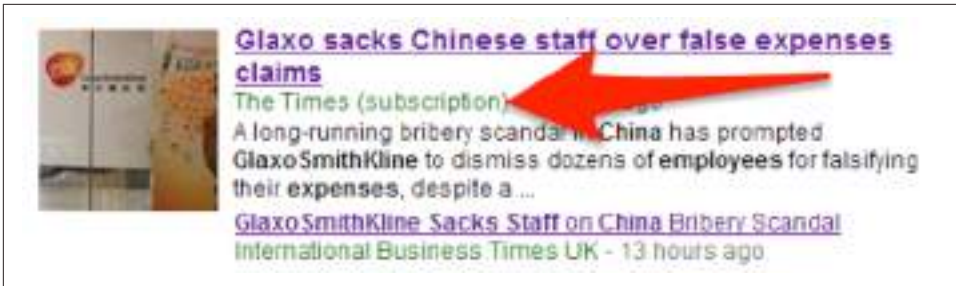 Glaxo sacks Chinese staff over false expenses
claims
The Times (subscription) ago
A long-running bribery scandal in China has prompted
GlaxoSmithKline to dismiss dozens of employees for falsifying
their expenses, despite a ...
GlaxoSmithKline Sacks Staff on China Bribery Scandal
International Business Times UK - 13 hours ago